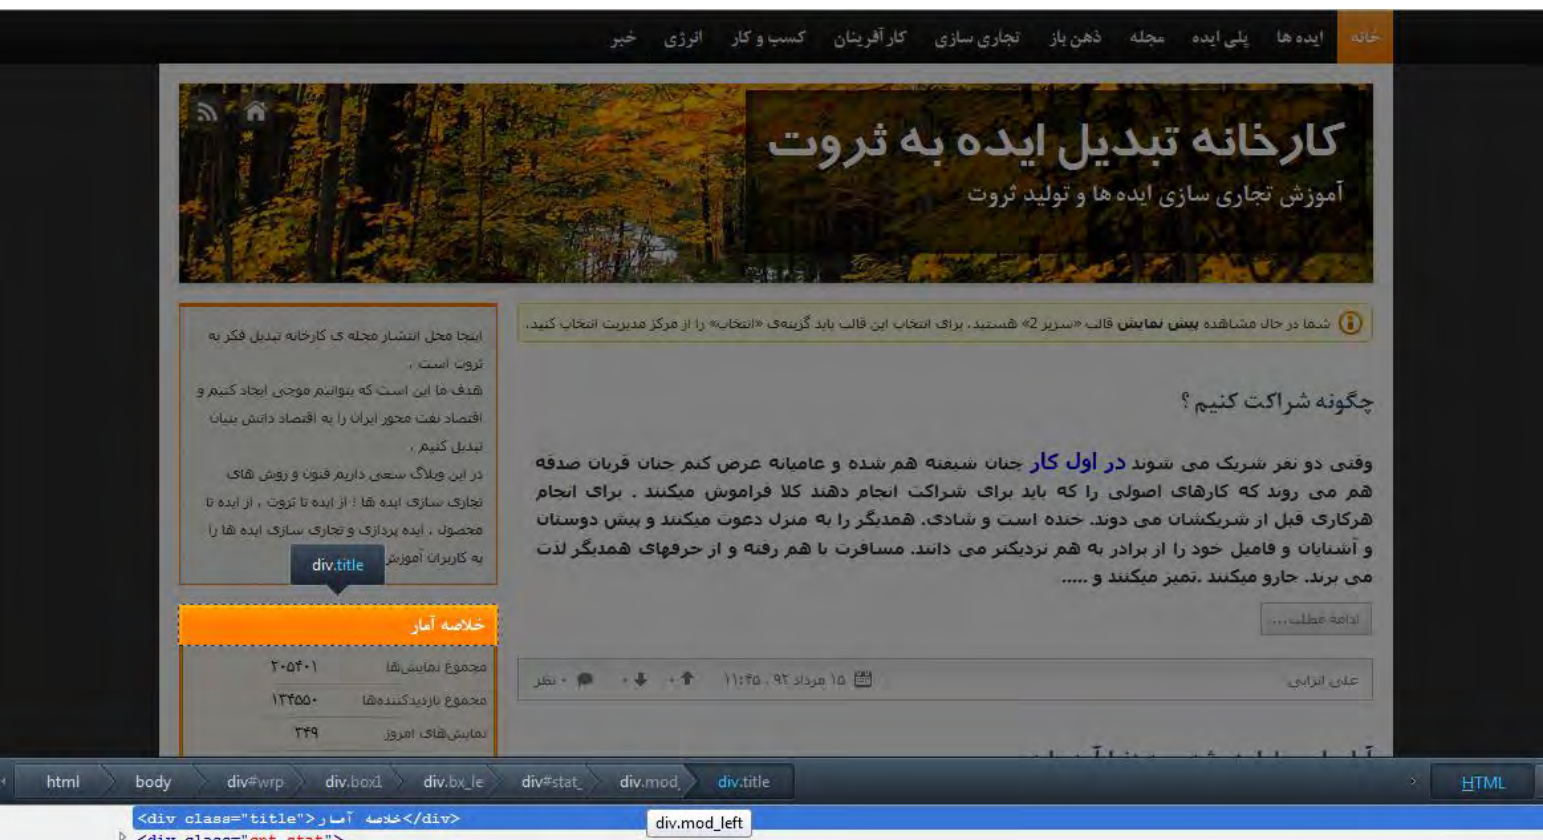 خانه ایده ها پلی ایده مجله ذهن باز تجاری سازی کارآفرینان کسب و کار انرژی خبر
کارخانه تبدیل ایده به ثروت
آموزش تجاری سازی ایده ها و تولید ثروت
شما در حال مشاهده پیش نمایش قالب «سریر 2» هستید، برای انتخاب این قالب باید گزینه‌ی «انتخاب» را از مرکز مدیریت انتخاب کنید.
چگونه شراکت کنیم ؟
وقتی دو نفر شریک می شوند در اول کار چنان شیفته هم شده و عامیانه عرض کنم چنان قربان صدقه
هم می روند که کارهای اصولی را که باید برای شراکت انجام دهند کلا فراموش میکنند . برای انجام
هرکاری قبل از شریکشان می دوند. خنده است و شادی. همدیگر را به منزل دعوت میکنند و پیش دوستان
و آشنایان و فامیل خود را از برادر به هم نزدیکتر می دانند. مسافرت با هم رفته و از حرفهای همدیگر لذت
می برند. جارو میکنند .تمیز میکنند و .....
ادامه مطلب...
علی ۱۵ مرداد ۹۲ ، ۱۱:۴۵ ۰ ۰ ۰ نظر
اینجا محل انتشار مجله ی کارخانه تبدیل فکر به
ثروت است .
هدف ما این است که بتوانیم موجی ایجاد کنیم و
اقتصاد نفت محور ایران را به اقتصاد دانش بنیان
تبدیل کنیم .
در این وبلاگ سعی داریم فنون و روش های
تجاری سازی ایده ها ؛ از ایده تا ثروت ، از ایده تا
محصول ، ایده پردازی و تجاری سازی ایده ها را
به کاربران آموزش
div.title
خلاصه آمار
مجموع نمایش‌ها ۲۰۵۴۰۱
مجموع بازدیدکننده‌ها ۱۳۴۵۵۰
نمایش‌های امروز ۳۴۹
html body div#wrp div.box1 div.bx_le div#stat_ div.mod_ div.title HTML
<div class="title">خلاصه آمار</div>
div.mod_left
<div class="cnt stat">